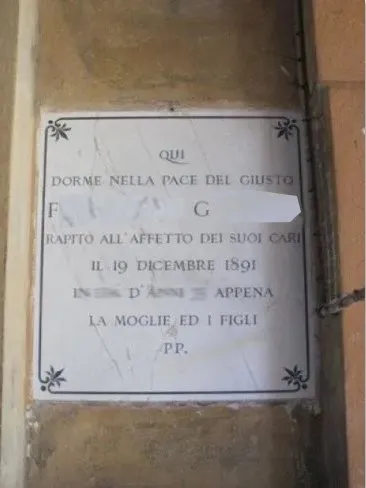 QUI
DORME NELLA PACE DEL GIUSTO
F G
RAPITO ALL'AFFETTO DEI SUOI CARI
IL 19 DICEMBRE 1891
D'ANNI APPENA
LA MOGLIE ED I FIGLI
PP.